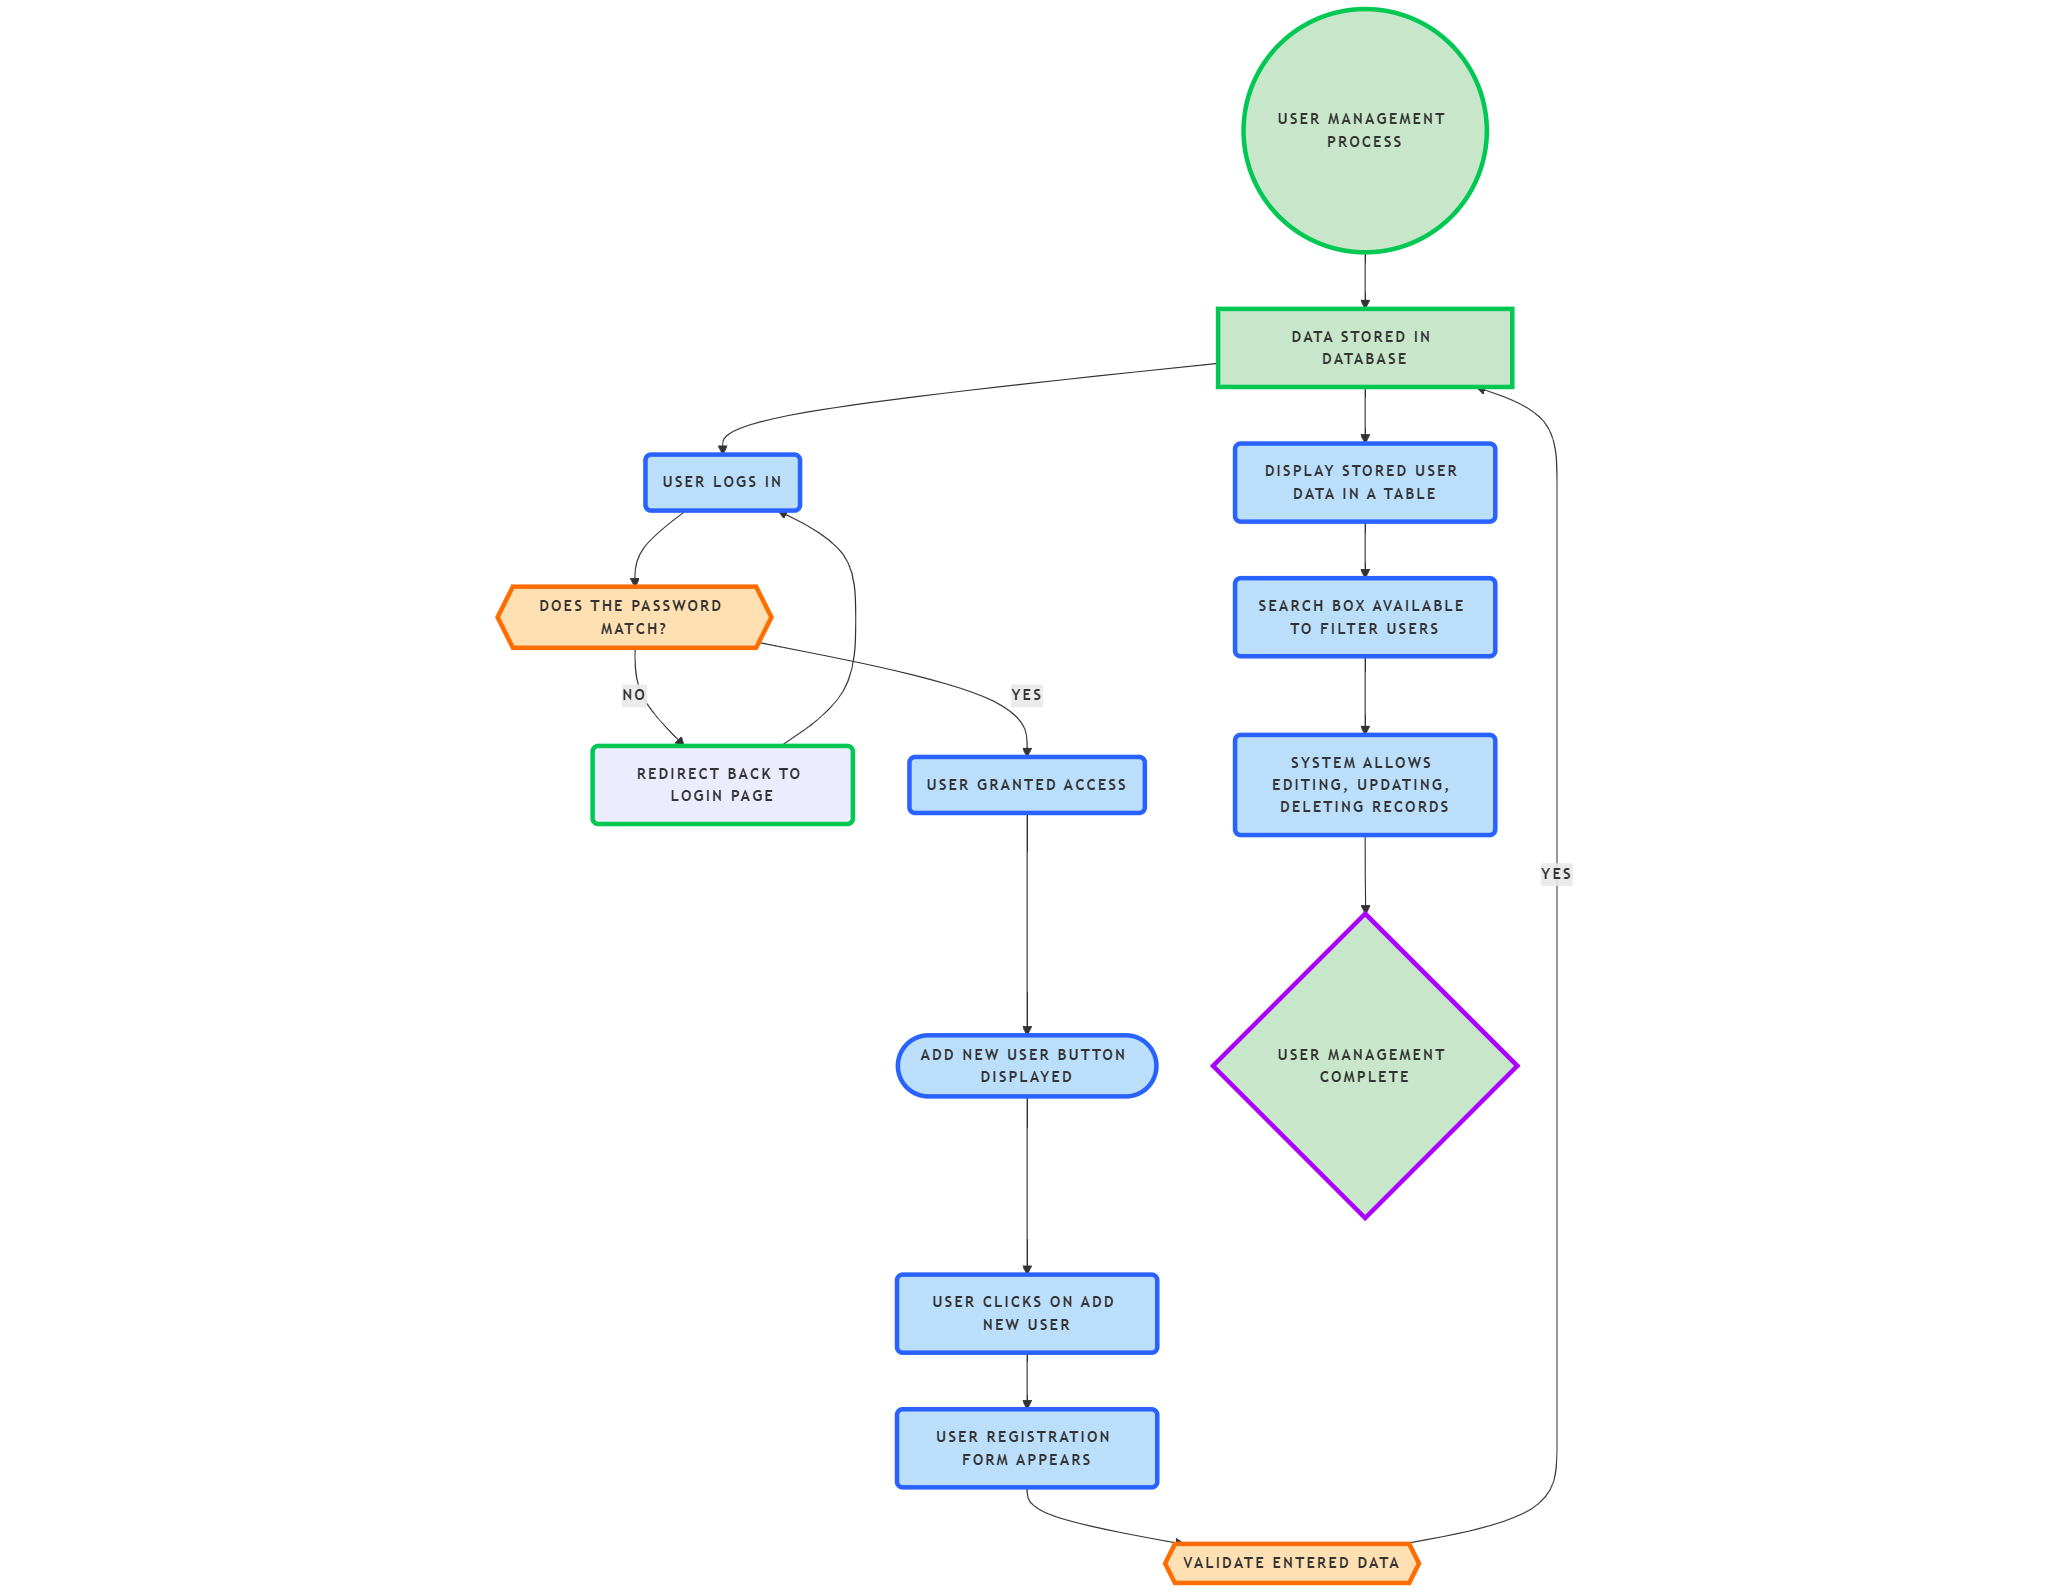 USER MANAGEMENT
PROCESS
DATA STORED IN
DATABASE
USER LOGS IN
DISPLAY STORED USER
DATA IN A TABLE
DOES THE PASSWORD
MATCH?
SEARCH BOX AVAILABLE
TO FILTER USERS
NO
YES
REDIRECT BACK TO
LOGIN PAGE
USER GRANTED ACCESS
SYSTEM ALLOWS
EDITING, UPDATING,
DELETING RECORDS
YES
ADD NEW USER BUTTON
DISPLAYED
USER MANAGEMENT
COMPLETE
USER CLICKS ON ADD
NEW USER
USER REGISTRATION
FORM APPEARS
VALIDATE ENTERED DATA